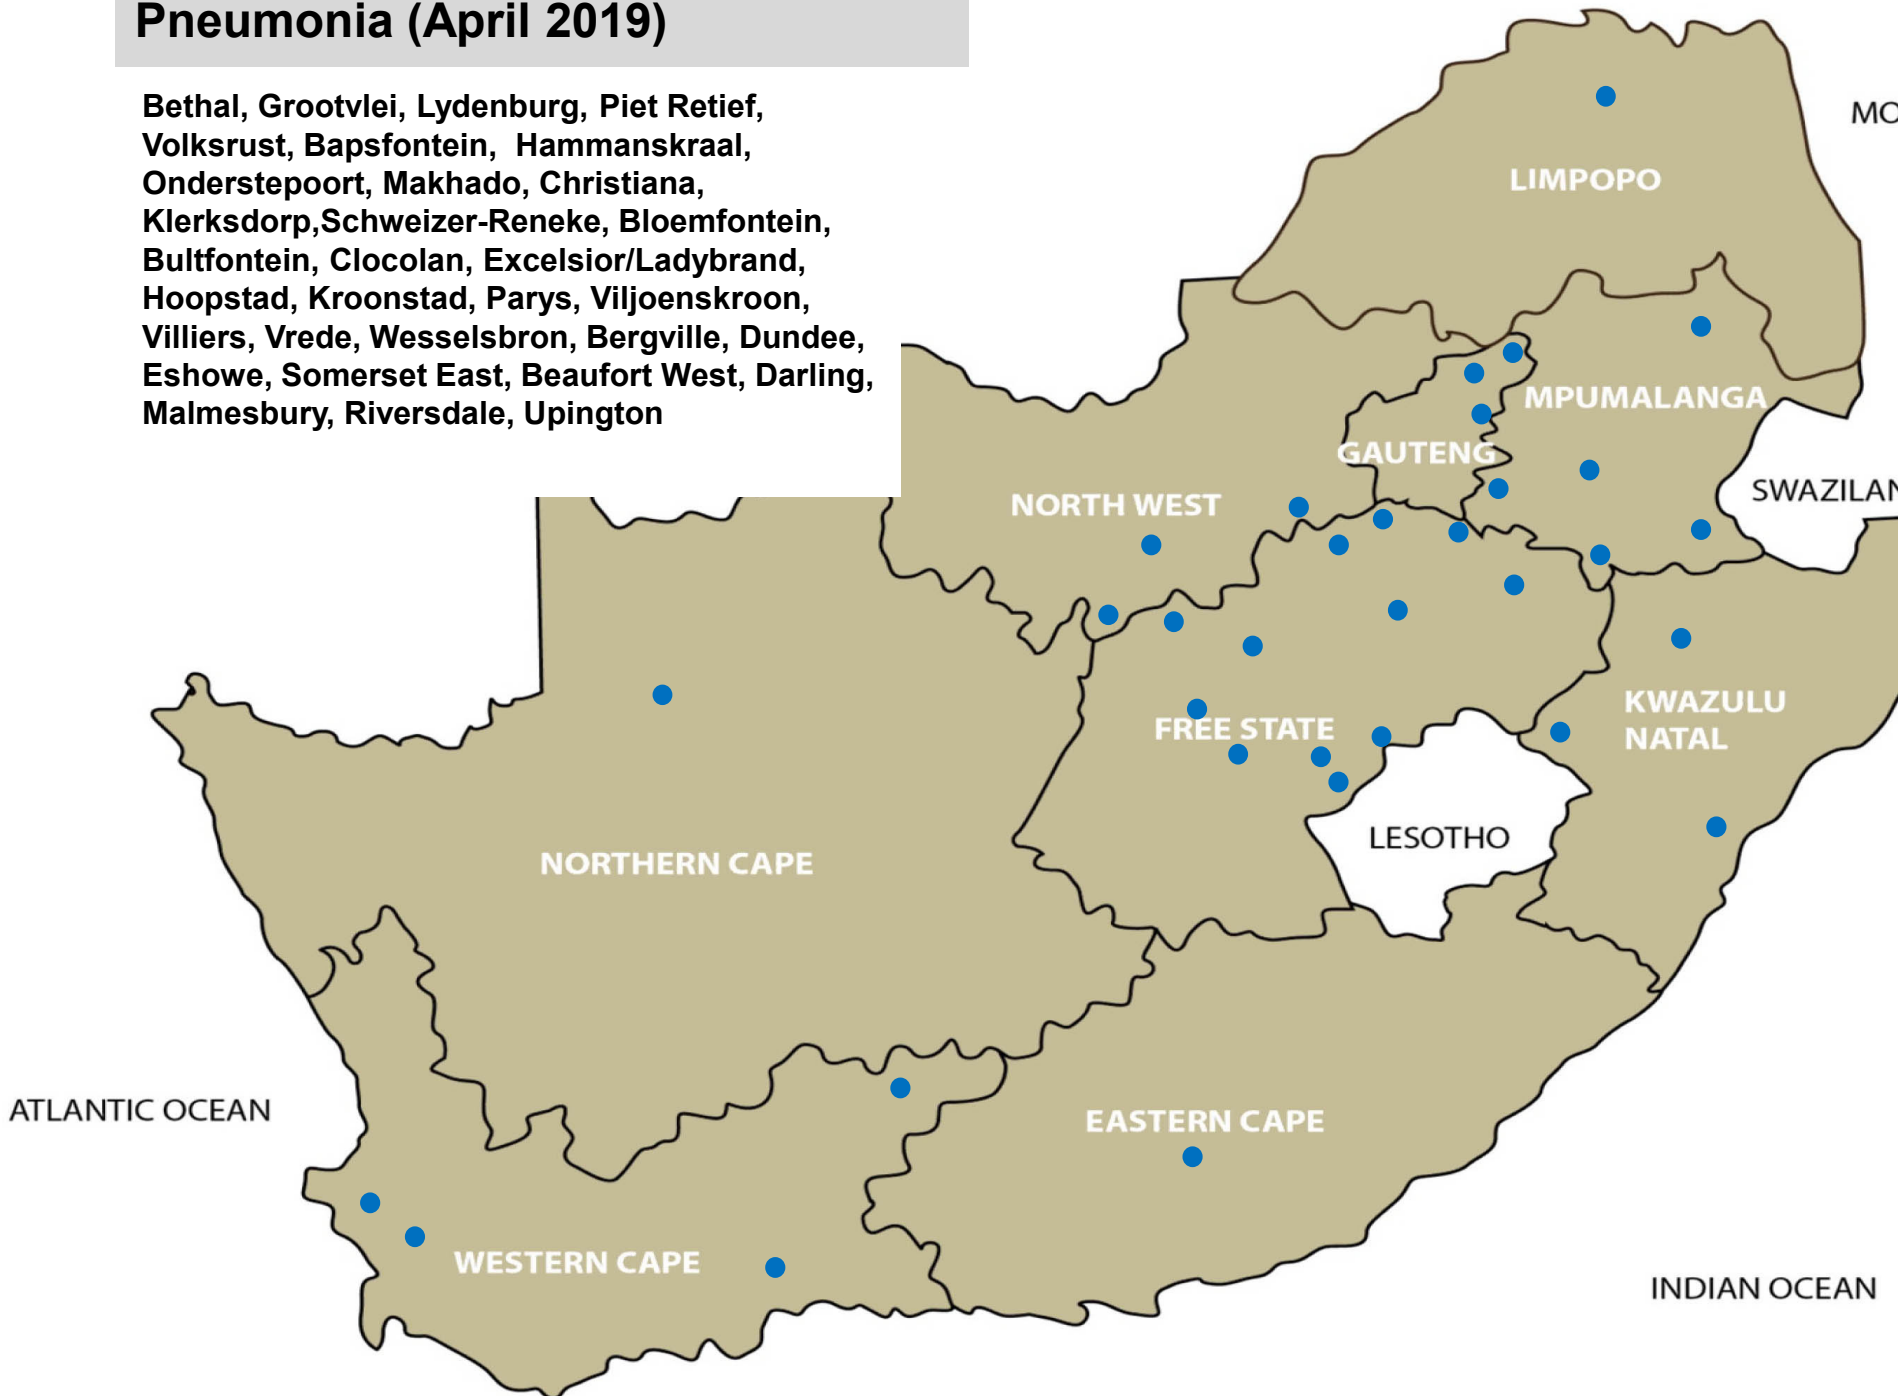 Pneumonia (April 2019)
Bethal, Grootvlei, Lydenburg, Piet Retief,
Volksrust, Bapsfontein, Hammanskraal,
Onderstepoort, Makhado, Christiana,
Klerksdorp,Schweizer-Reneke, Bloemfontein,
Bultfontein, Clocolan, Excelsior/Ladybrand,
Hoopstad, Kroonstad, Parys, Viljoenskroon,
Villiers, Vrede, Wesselsbron, Bergville, Dundee,
Eshowe, Somerset East, Beaufort West, Darling,
Malmesbury, Riversdale, Upington
MO
LIMPOPO
MPUMALANGA
GAUTENG
SWAZILAN
NORTH WEST
KWAZULU
NATAL
FREE STATE
LESOTHO
NORTHERN CAPE
ATLANTIC OCEAN
EASTERN CAPE
WESTERN CAPE
INDIAN OCEAN